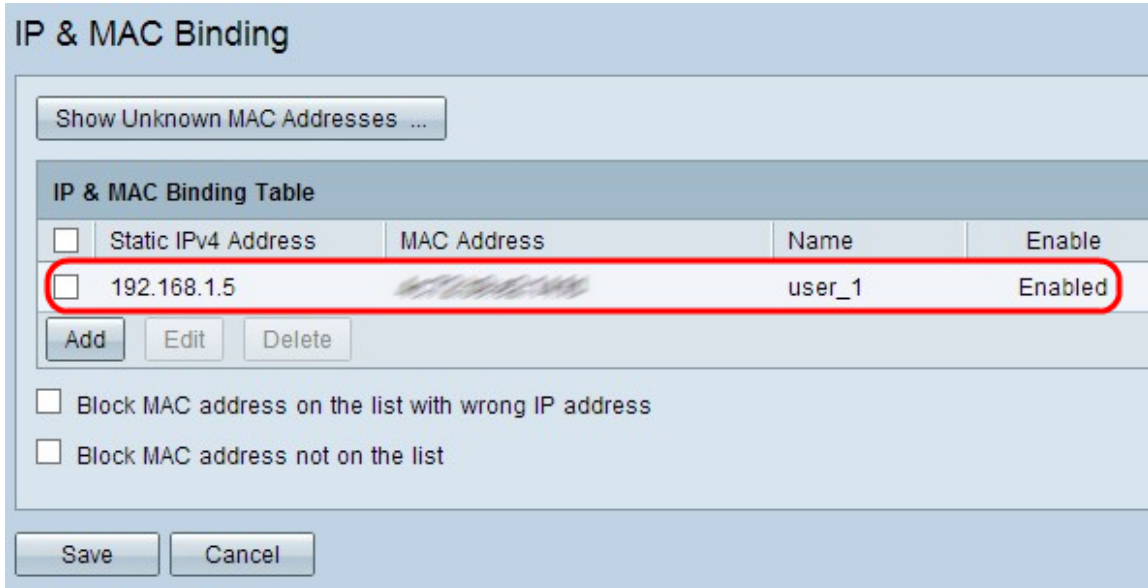 IP & MAC Binding
Show Unknown MAC Addresses ...
IP & MAC Binding Table
Static IPv4 Address MAC Address Name Enable
192.168.1.5 user_1 Enabled
Add Edit Delete
Block MAC address on the list with wrong IP address
Block MAC address not on the list
Save Cancel